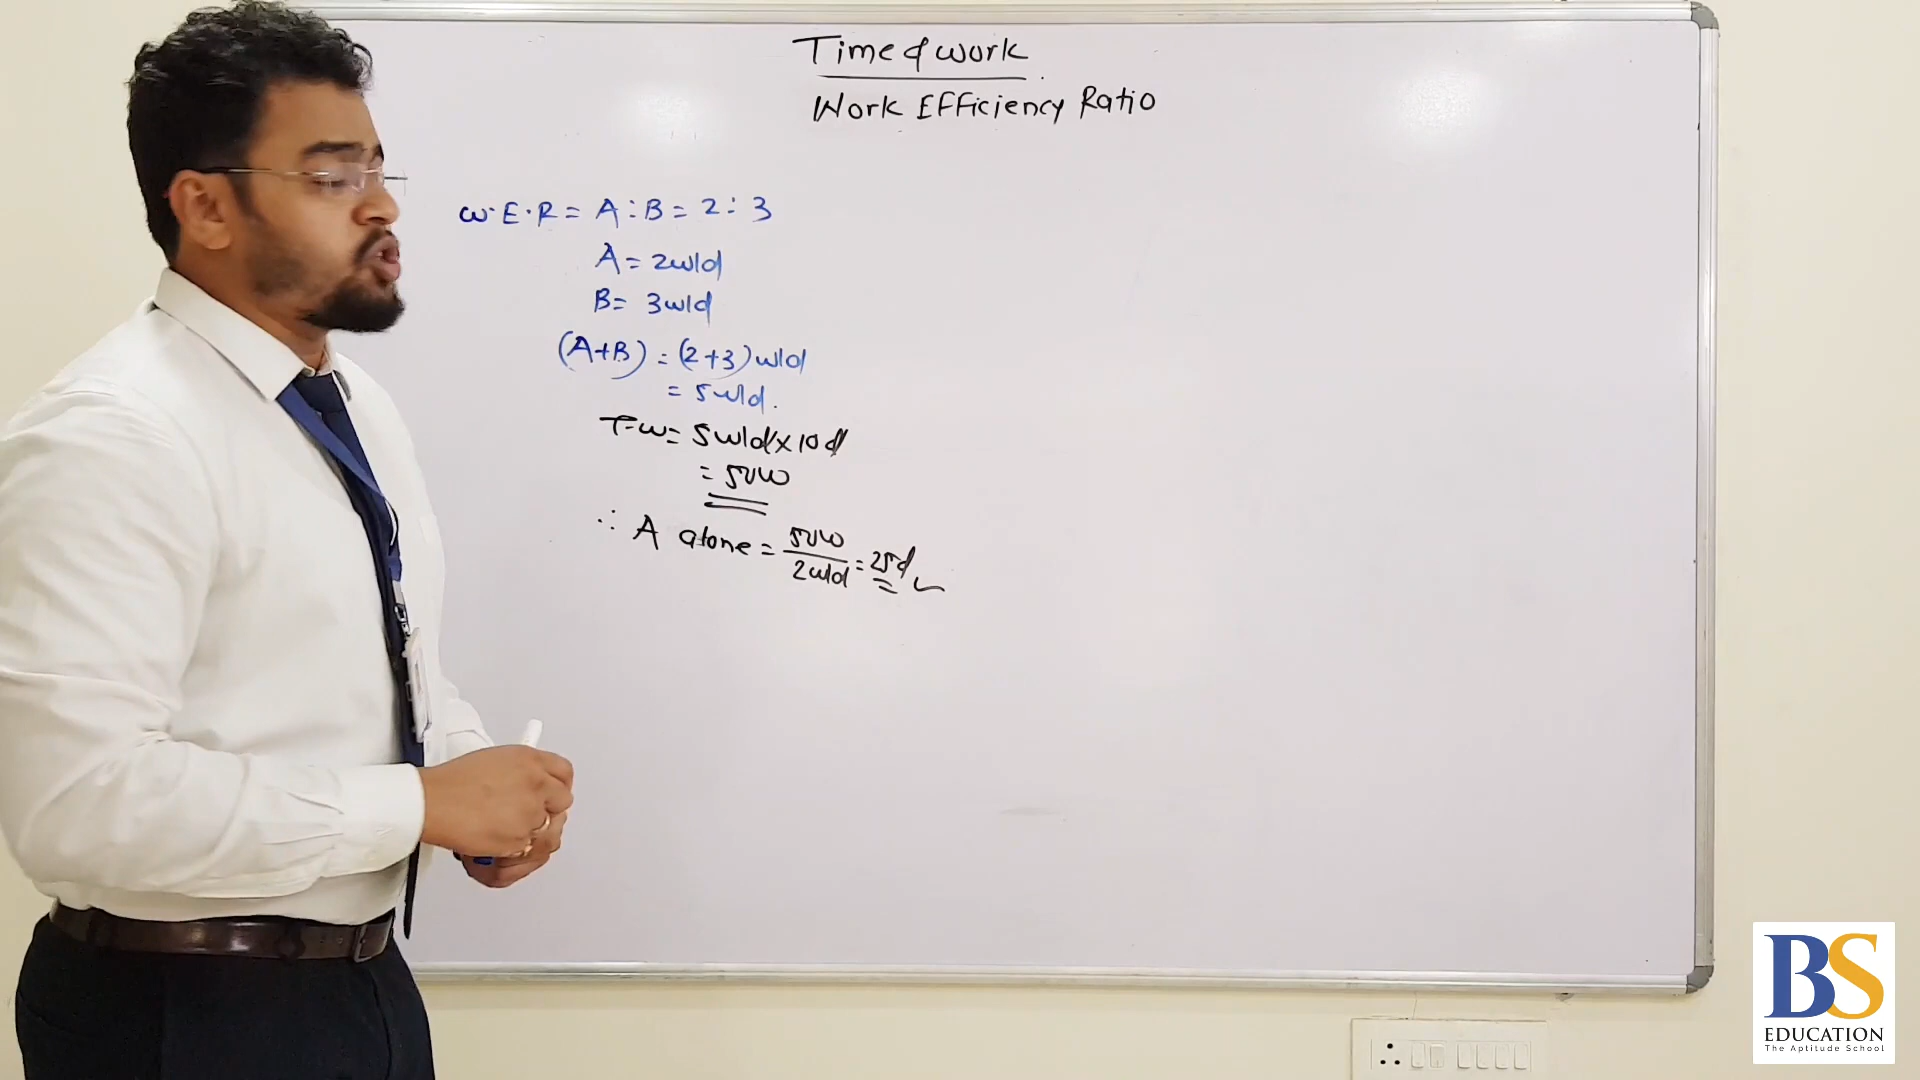 Time & work
Work Efficiency Ratio
W.E.R = A : B = 2 : 3
A = 2w/d
B = 3w/d
(A+B) = (2+3)w/d
= 5w/d.
T.w = 5w/d × 10d
= 50w
∴ A alone = 50w/2w/d = 25d
BS
EDUCATION
The Aptitude School